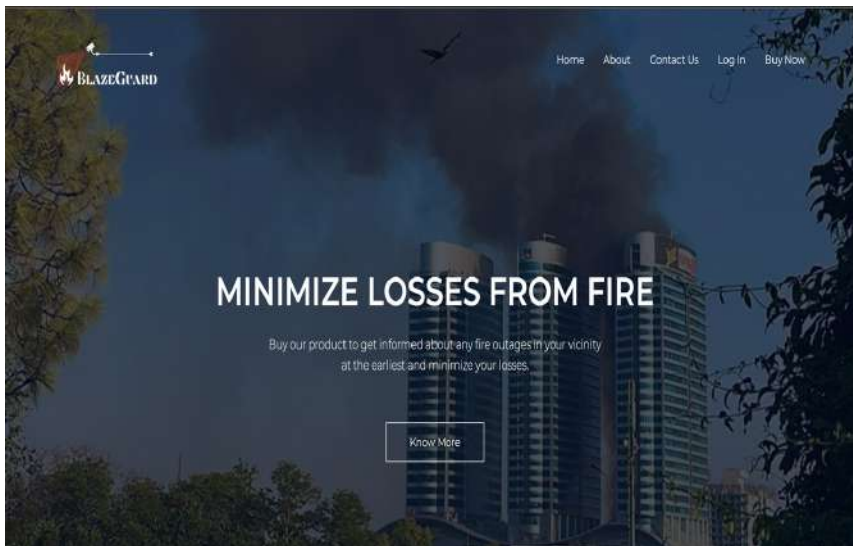 BLAZEGUARD
Home About Contact Us Log In Buy Now
MINIMIZE LOSSES FROM FIRE
Buy our product to get informed about any fire outages in your vicinity
at the earliest and minimize your losses.
Know More